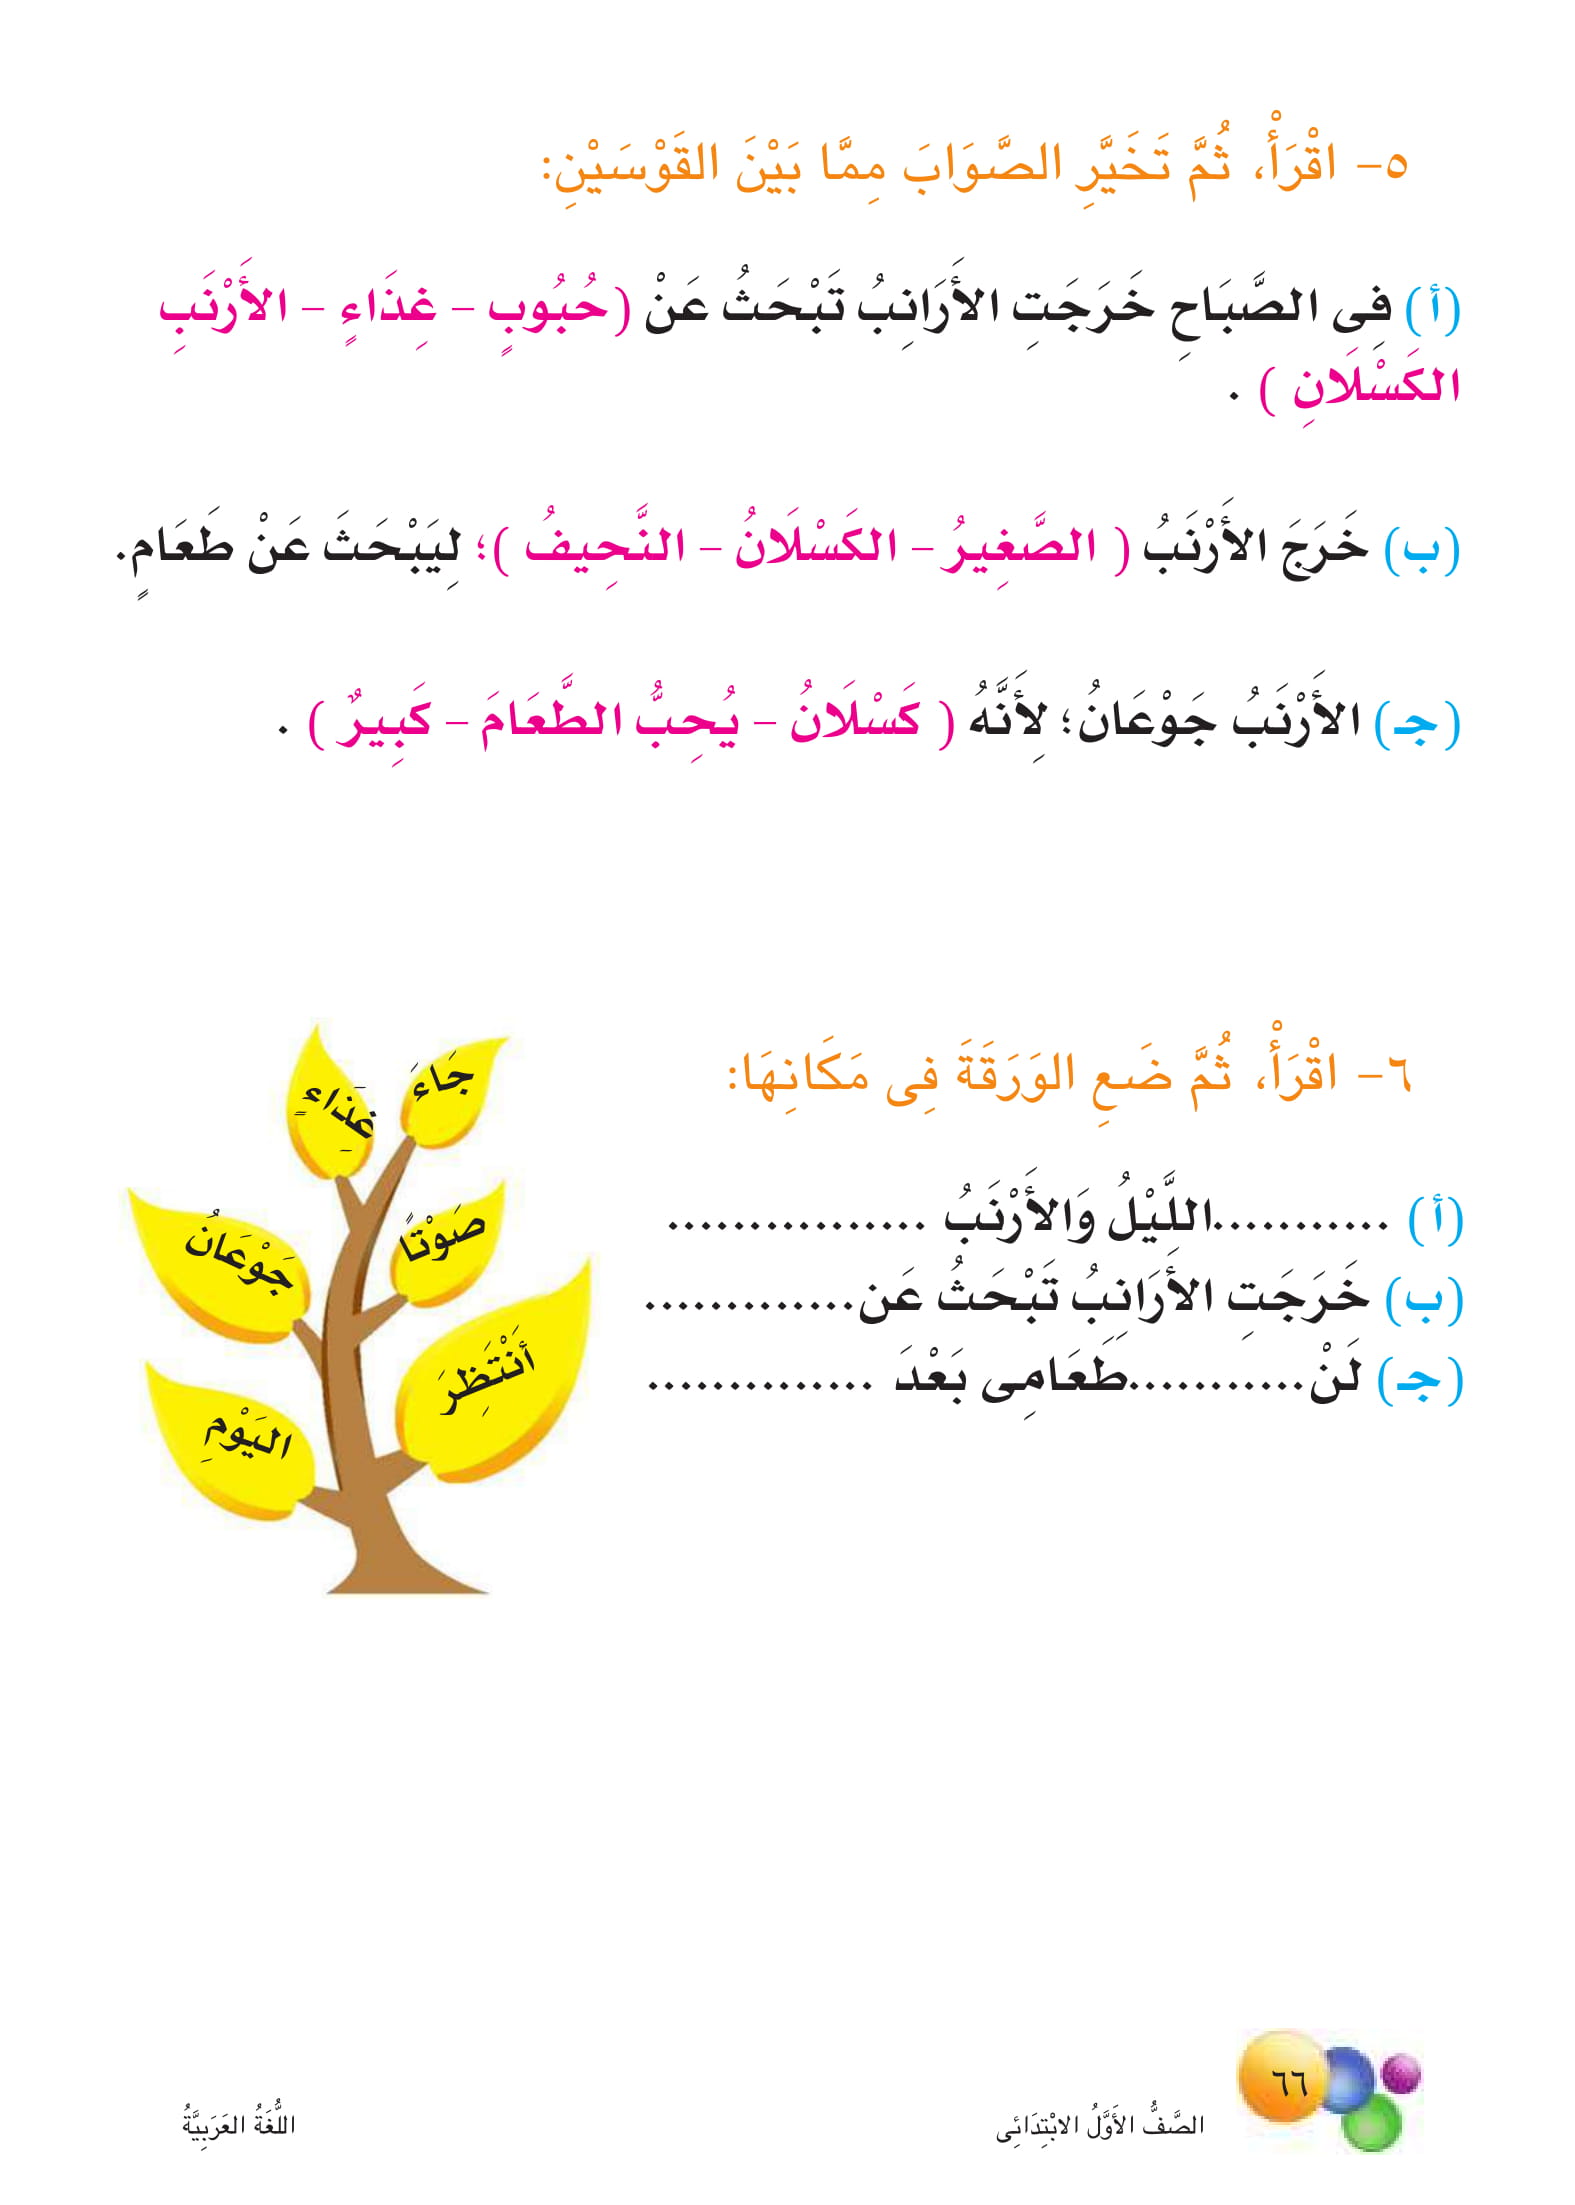 ٥- اقْرَأْ، ثُمَّ تَخَيَّرِ الصَّوَابَ مِمَّا بَيْنَ القَوْسَيْنِ:
(أ) فِى الصَّبَاحِ خَرَجَتِ الأَرَانِبُ تَبْحَثُ عَنْ (حُبُوبٍ - غِذَاءٍ - الأَرْنَبِ
الكَسْلَانِ ) .
(ب) خَرَجَ الأَرْنَبُ ( الصَّغِيرُ - الكَسْلَانُ - النَّحِيفُ )؛ لِيَبْحَثَ عَنْ طَعَامٍ.
(جـ) الأَرْنَبُ جَوْعَانُ؛ لِأَنَّهُ ( كَسْلَانُ - يُحِبُّ الطَّعَامَ - كَبِيرٌ ) .
٦- اقْرَأْ، ثُمَّ ضَعِ الوَرَقَةَ فِى مَكَانِهَا:
(أ) ...........اللَّيْلُ وَالأَرْنَبُ ................
(ب) خَرَجَتِ الأَرَانِبُ تَبْحَثُ عَن.............
(جـ) لَنْ...........طَعَامِى بَعْدَ ..............
جَاءَ
غِذَاءٍ
صَوْتًا
جَوْعَانُ
أنْتَظِرَ
اليَوْمِ
٦٦
الصَّفُّ الأَوَّلُ الابْتِدَائِى
اللُّغَةُ العَرَبِيَّةُ